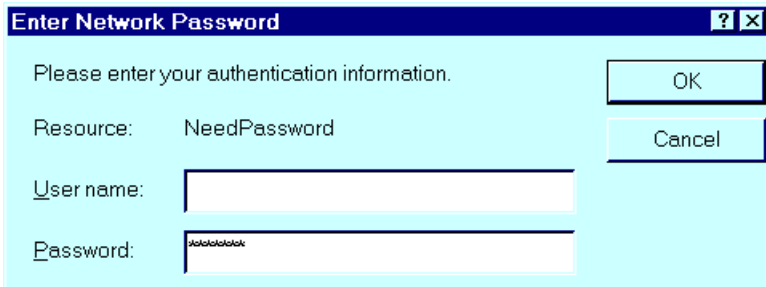 Enter Network Password
Please enter your authentication information.
OK
Resource: NeedPassword
Cancel
User name:
Password: ********